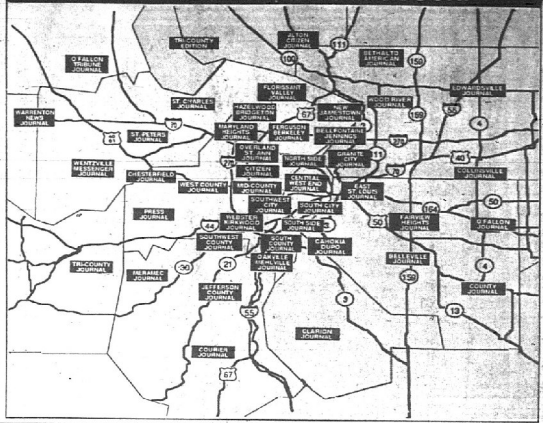 TRI-COUNTY
EDITION
ALTON
CITIZEN
JOURNAL
111
100
BETHALTO
AMERICAN
JOURNAL
159
O'FALLON
TRIBUNE
JOURNAL
FLORISSANT
VALLEY
JOURNAL
EDWARDSVILLE
JOURNAL
ST. CHARLES
JOURNAL
HAZELWOOD
BRIDGETON
JOURNAL
67
NEW
JAMESTOWN
JOURNAL
WOOD RIVER
JOURNAL
159
55
4
WARRENTON
NEWS
JOURNAL
ST. PETERS
JOURNAL
70
MARYLAND
HEIGHTS
JOURNAL
FERGUSON
BERKELEY
JOURNAL
BELLFONTAINE
JENNINGS
JOURNAL
270
40
61
OVERLAND
ST. ANN
JOURNAL
NORTH SIDE
JOURNAL
GRANITE
CITY
JOURNAL
111
40
WENTZVILLE
MESSENGER
JOURNAL
CHESTERFIELD
JOURNAL
CITIZEN
JOURNAL
70
COLLINSVILLE
JOURNAL
WEST COUNTY
JOURNAL
MID-COUNTY
JOURNAL
CENTRAL
WEST END
JOURNAL
EAST
ST. LOUIS
JOURNAL
PRESS
JOURNAL
SOUTHWEST
CITY
JOURNAL
SOUTH CITY
JOURNAL
50
44
WEBSTER
KIRKWOOD
JOURNAL
SOUTH SIDE
JOURNAL
50
FAIRVIEW
HEIGHTS
JOURNAL
O'FALLON
JOURNAL
SOUTHWEST
COUNTY
JOURNAL
SOUTH
COUNTY
JOURNAL
CAHOKIA
DUPO
JOURNAL
TRI-COUNTY
JOURNAL
MERAMEC
JOURNAL
30
21
OAKVILLE
MEHLVILLE
JOURNAL
BELLEVILLE
JOURNAL
4
159
COUNTY
JOURNAL
JEFFERSON
COUNTY
JOURNAL
55
3
13
CLARION
JOURNAL
COURIER
JOURNAL
67